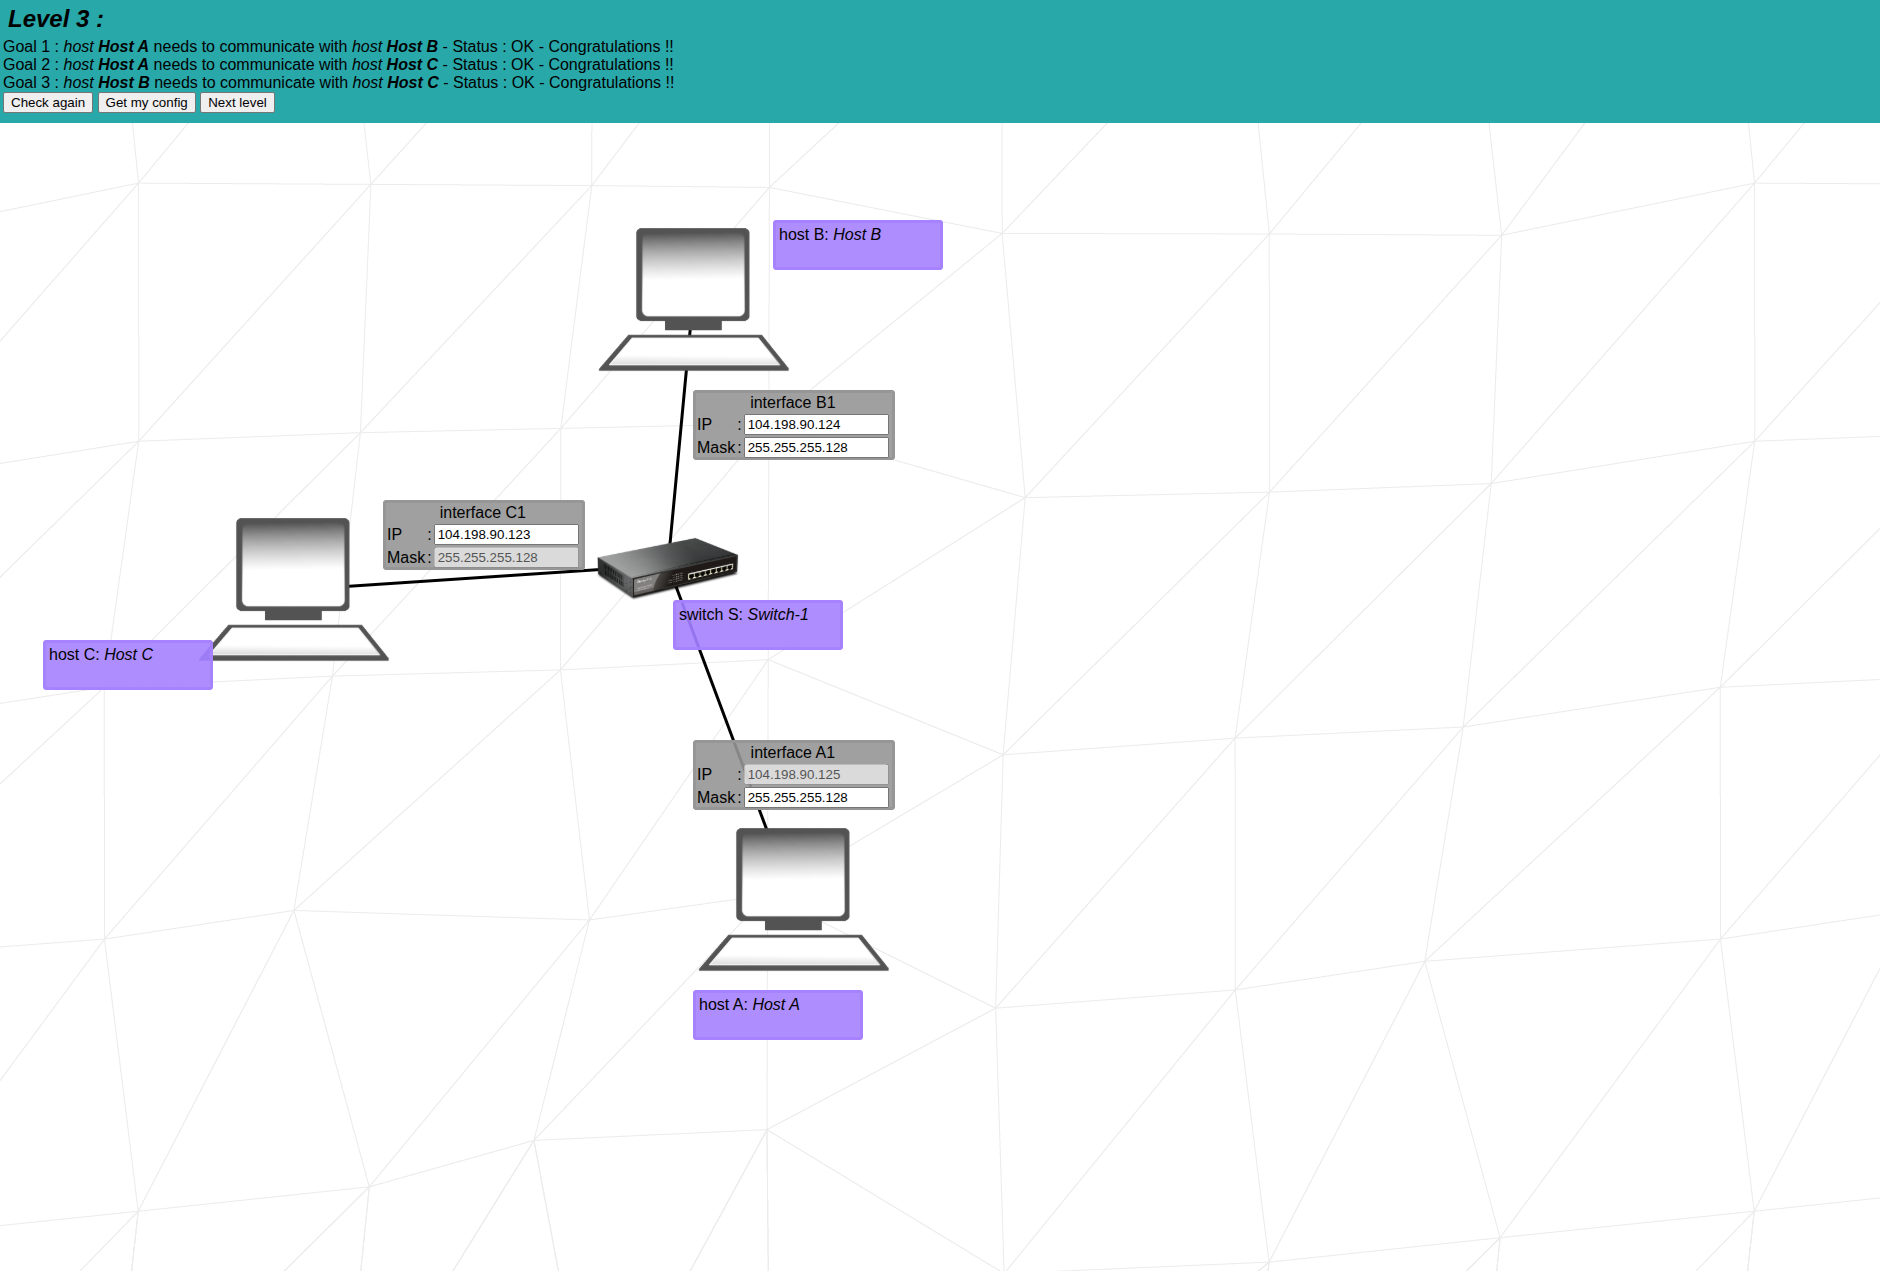 Level 3 :
Goal 1 : host Host A needs to communicate with host Host B - Status : OK - Congratulations !!
Goal 2 : host Host A needs to communicate with host Host C - Status : OK - Congratulations !!
Goal 3 : host Host B needs to communicate with host Host C - Status : OK - Congratulations !!
Check again Get my config Next level
host B: Host B
interface B1
IP : 104.198.90.124
Mask : 255.255.255.128
interface C1
IP : 104.198.90.123
Mask : 255.255.255.128
switch S: Switch-1
host C: Host C
interface A1
IP : 104.198.90.125
Mask : 255.255.255.128
host A: Host A